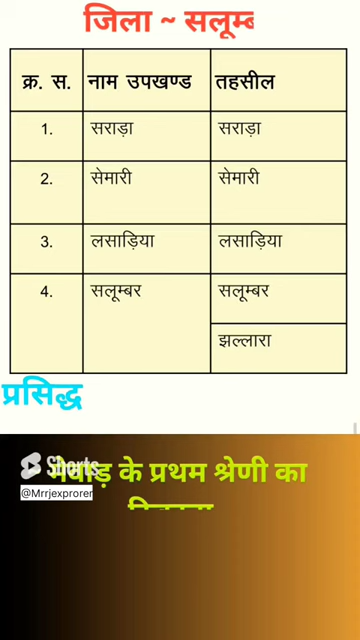 जिला ~ सलूम्ब
क्र. स. नाम उपखण्ड तहसील
1. सराड़ा सराड़ा
2. सेमारी सेमारी
3. लसाड़िया लसाड़िया
4. सलूम्बर सलूम्बर
झल्लारा
प्रसिद्ध
Shorts
मेवाड़ के प्रथम श्रेणी का
@Mrrjexprorer